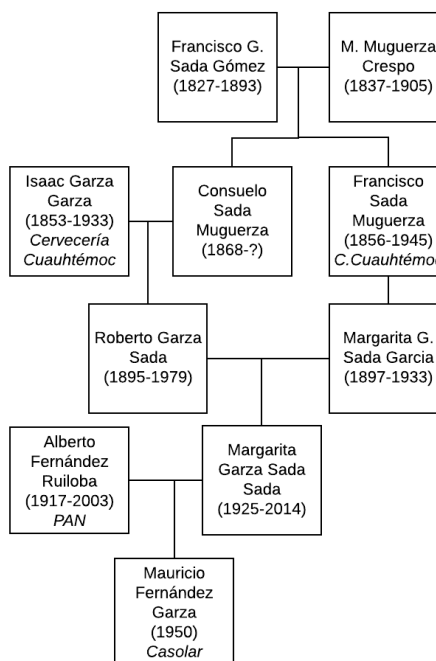 Francisco G.
Sada Gómez
(1827-1893)
M. Muguerza
Crespo
(1837-1905)
Isaac Garza
Garza
(1853-1933)
Cervecería
Cuauhtémoc
Consuelo
Sada
Muguerza
(1868-?)
Francisco
Sada
Muguerza
(1856-1945)
C.Cuauhtémoc
Roberto Garza
Sada
(1895-1979)
Margarita G.
Sada Garcia
(1897-1933)
Alberto
Fernández
Ruiloba
(1917-2003)
PAN
Margarita
Garza Sada
Sada
(1925-2014)
Mauricio
Fernández
Garza
(1950)
Casolar